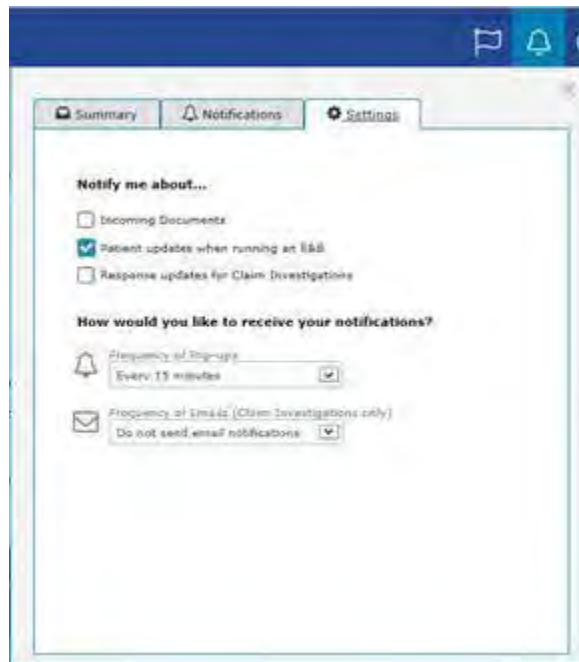 Summary
Notifications
Settings
Notify me about...
Incoming Documents
Patient updates when running an E&B
Response updates for Claim Investigations
How would you like to receive your notifications?
Frequency of Pop-ups
Every 15 minutes
Frequency of Emails (Claim Investigations only)
Do not send email notifications